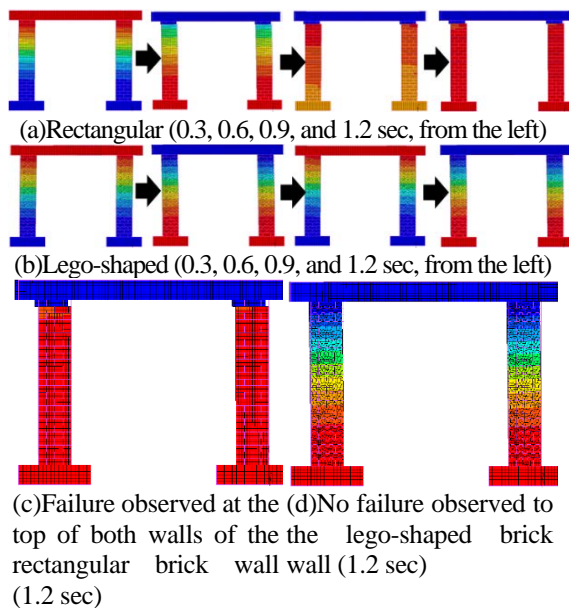 (a)Rectangular (0.3, 0.6, 0.9, and 1.2 sec, from the left)
(b)Lego-shaped (0.3, 0.6, 0.9, and 1.2 sec, from the left)
(c)Failure observed at the
top of both walls of the
rectangular brick wall
(1.2 sec)
(d)No failure observed to
the lego-shaped brick
wall (1.2 sec)